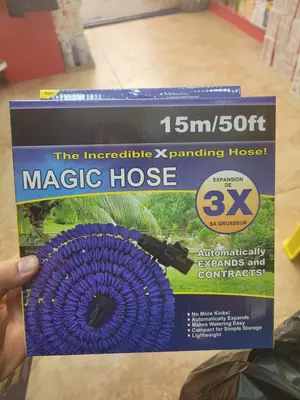 15m/50ft
The Incredible Xpanding Hose!
MAGIC HOSE
EXPANSION
DE
3X
SA GROSSEUR
Automatically
EXPANDS and
CONTRACTS!
• No More Kinks!
• Automatically Expands
• Makes Watering Easy
• Compact for Simple Storage
• Lightweight